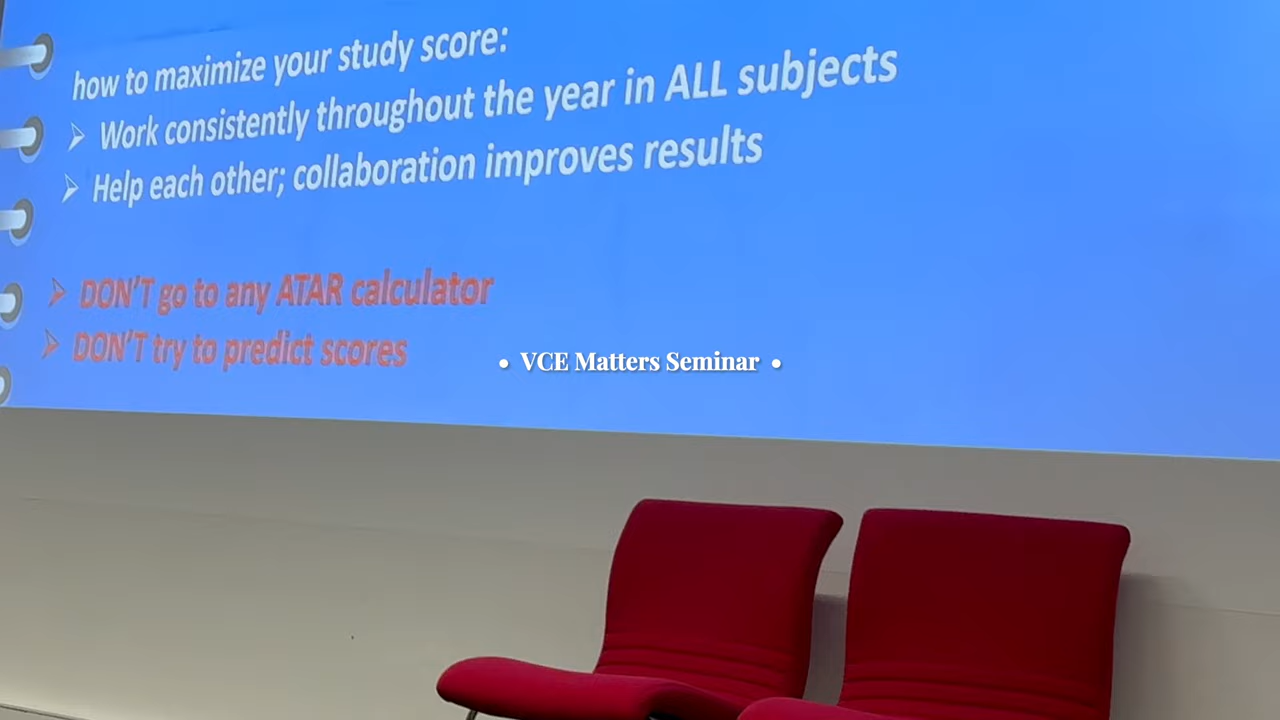 how to maximize your study score:
➢ Work consistently throughout the year in ALL subjects
➢ Help each other; collaboration improves results
➢ DON'T go to any ATAR calculator
➢ DON'T try to predict scores
• VCE Matters Seminar •